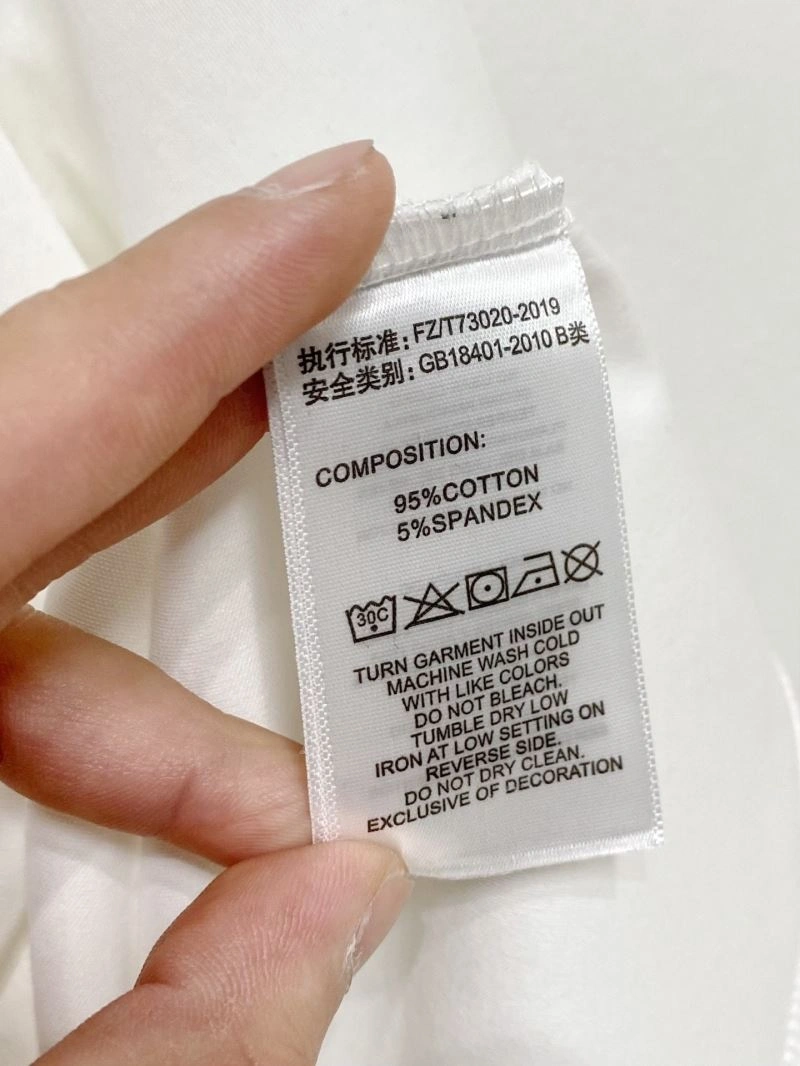 执行标准: FZ/T73020-2019
安全类别: GB18401-2010 B类
COMPOSITION:
95%COTTON
5%SPANDEX
30C
TURN GARMENT INSIDE OUT
MACHINE WASH COLD
WITH LIKE COLORS
DO NOT BLEACH.
TUMBLE DRY LOW
IRON AT LOW SETTING ON
REVERSE SIDE.
DO NOT DRY CLEAN.
EXCLUSIVE OF DECORATION